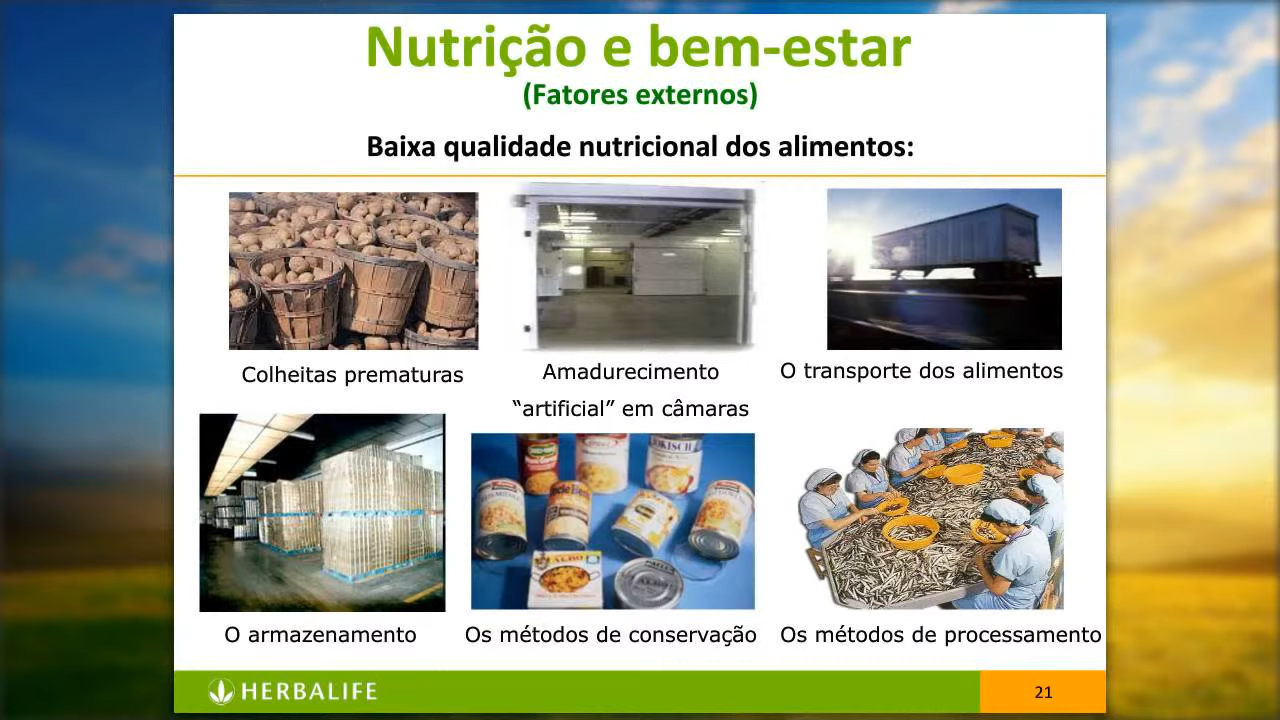 Nutrição e bem-estar
(Fatores externos)
Baixa qualidade nutricional dos alimentos:
Colheitas prematuras
Amadurecimento
“artificial” em câmaras
O transporte dos alimentos
O armazenamento
Os métodos de conservação
Os métodos de processamento
HERBALIFE
21